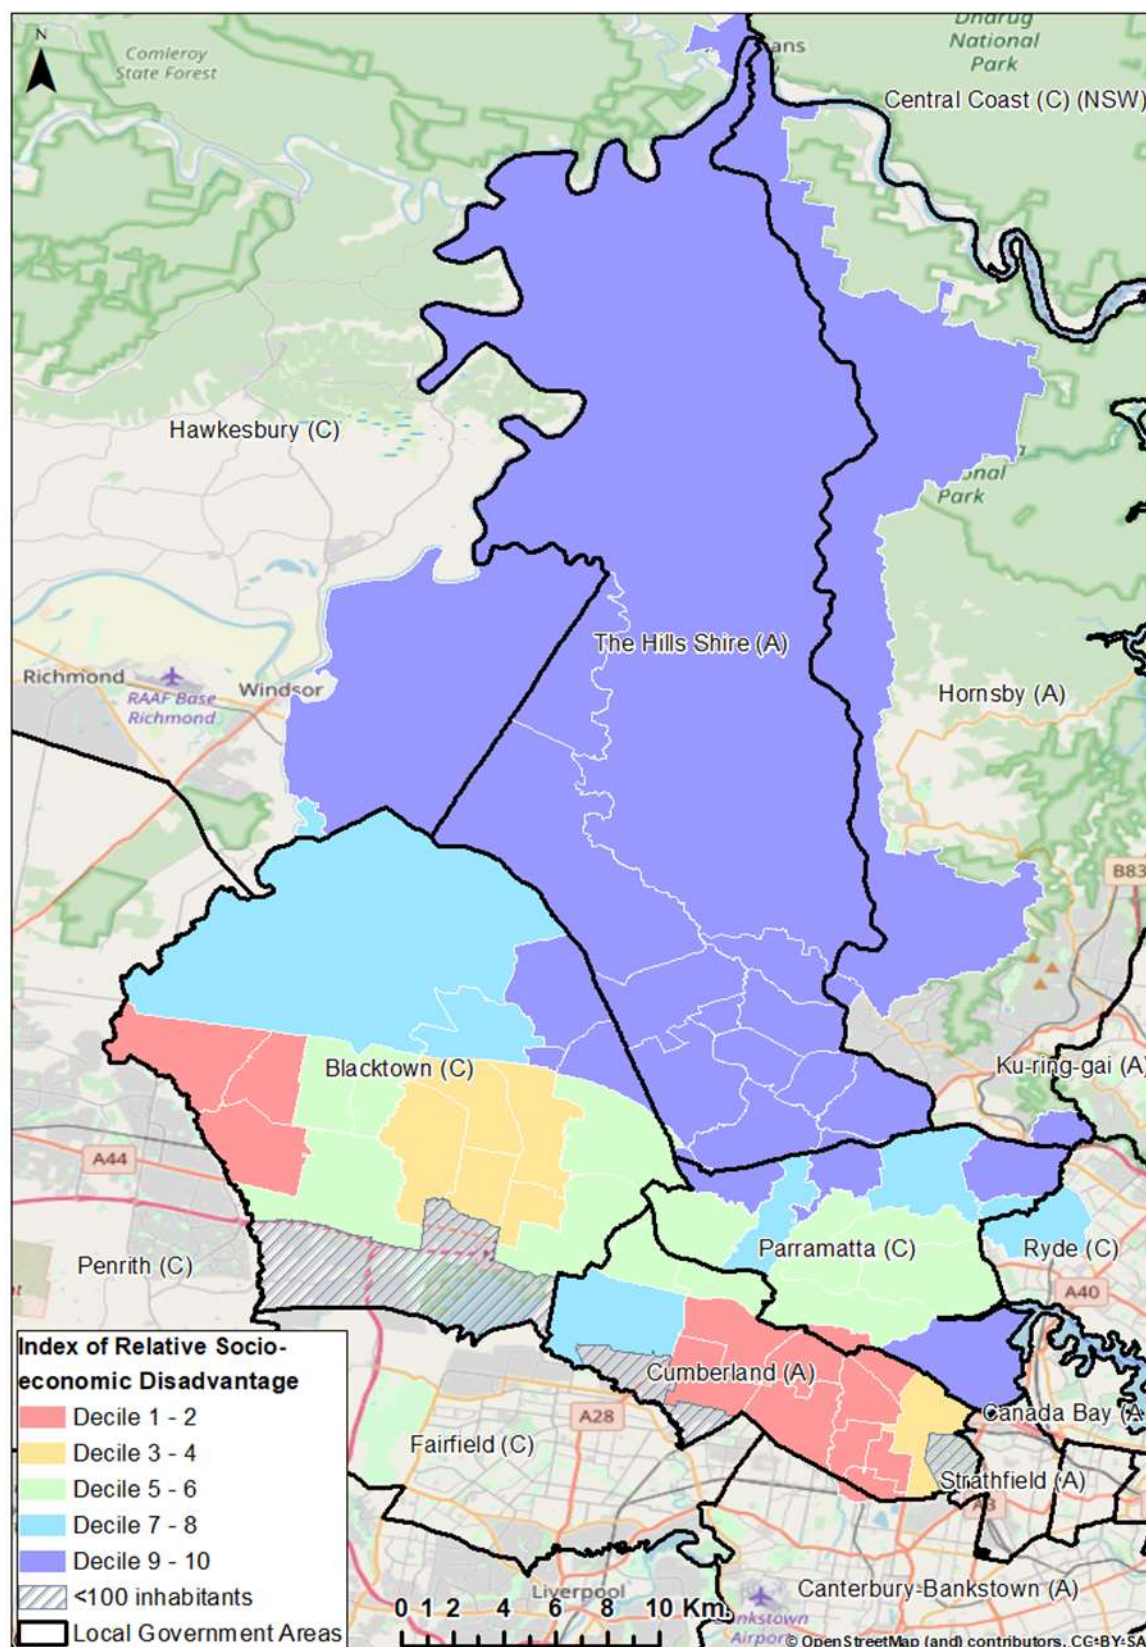 N
Comleroy
State Forest
Dharug
National
Park
Central Coast (C) (NSW)
Hawkesbury (C)
Park
The Hills Shire (A)
Richmond
RAAF Base
Richmond
Windsor
Hornsby (A)
B83
Blacktown (C)
Ku-ring-gai (A)
A44
Penrith (C)
Parramatta (C)
Ryde (C)
A40
Cumberland (A)
A28
Fairfield (C)
Canada Bay (A
Strathfield (A)
A3
Liverpool
Canterbury-Bankstown (A)
Index of Relative Socio-
economic Disadvantage
Decile 1 - 2
Decile 3 - 4
Decile 5 - 6
Decile 7 - 8
Decile 9 - 10
<100 inhabitants
Local Government Areas
0 1 2 4 6 8 10 Km
© OpenStreetMap (and) contributors, CC-BY-S